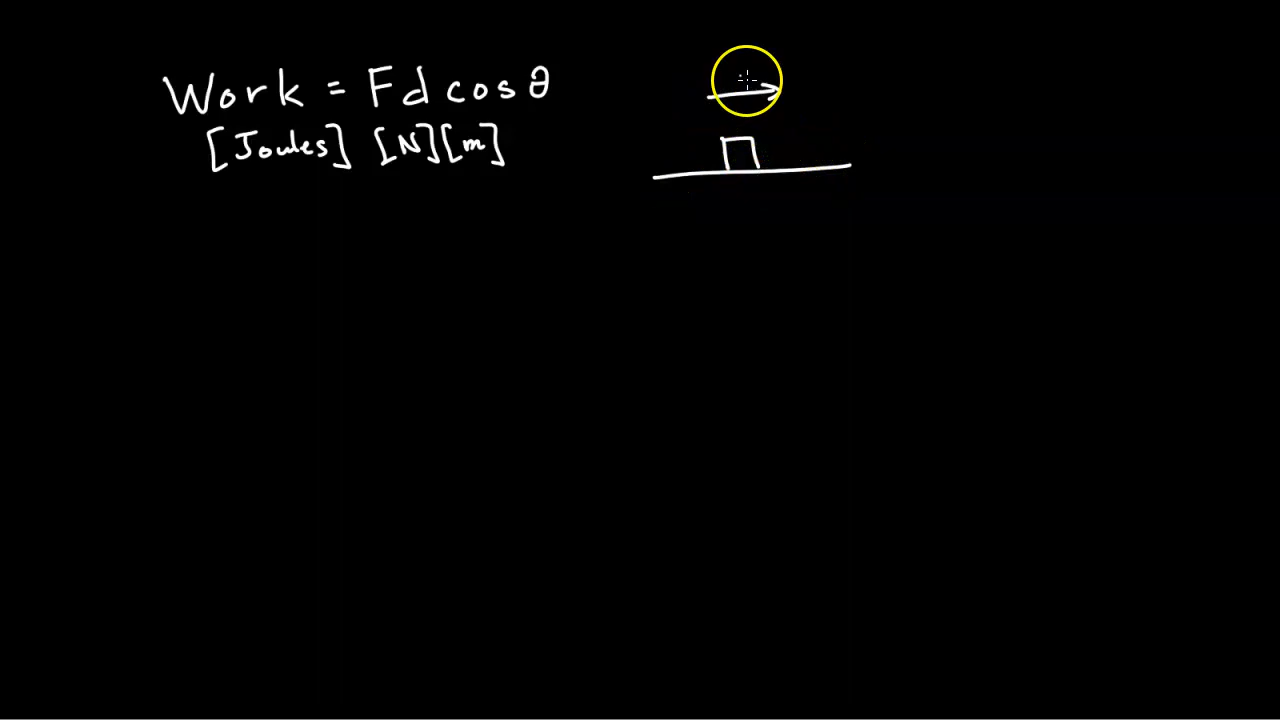 Work = Fd cos θ
[Joules] [N][m]